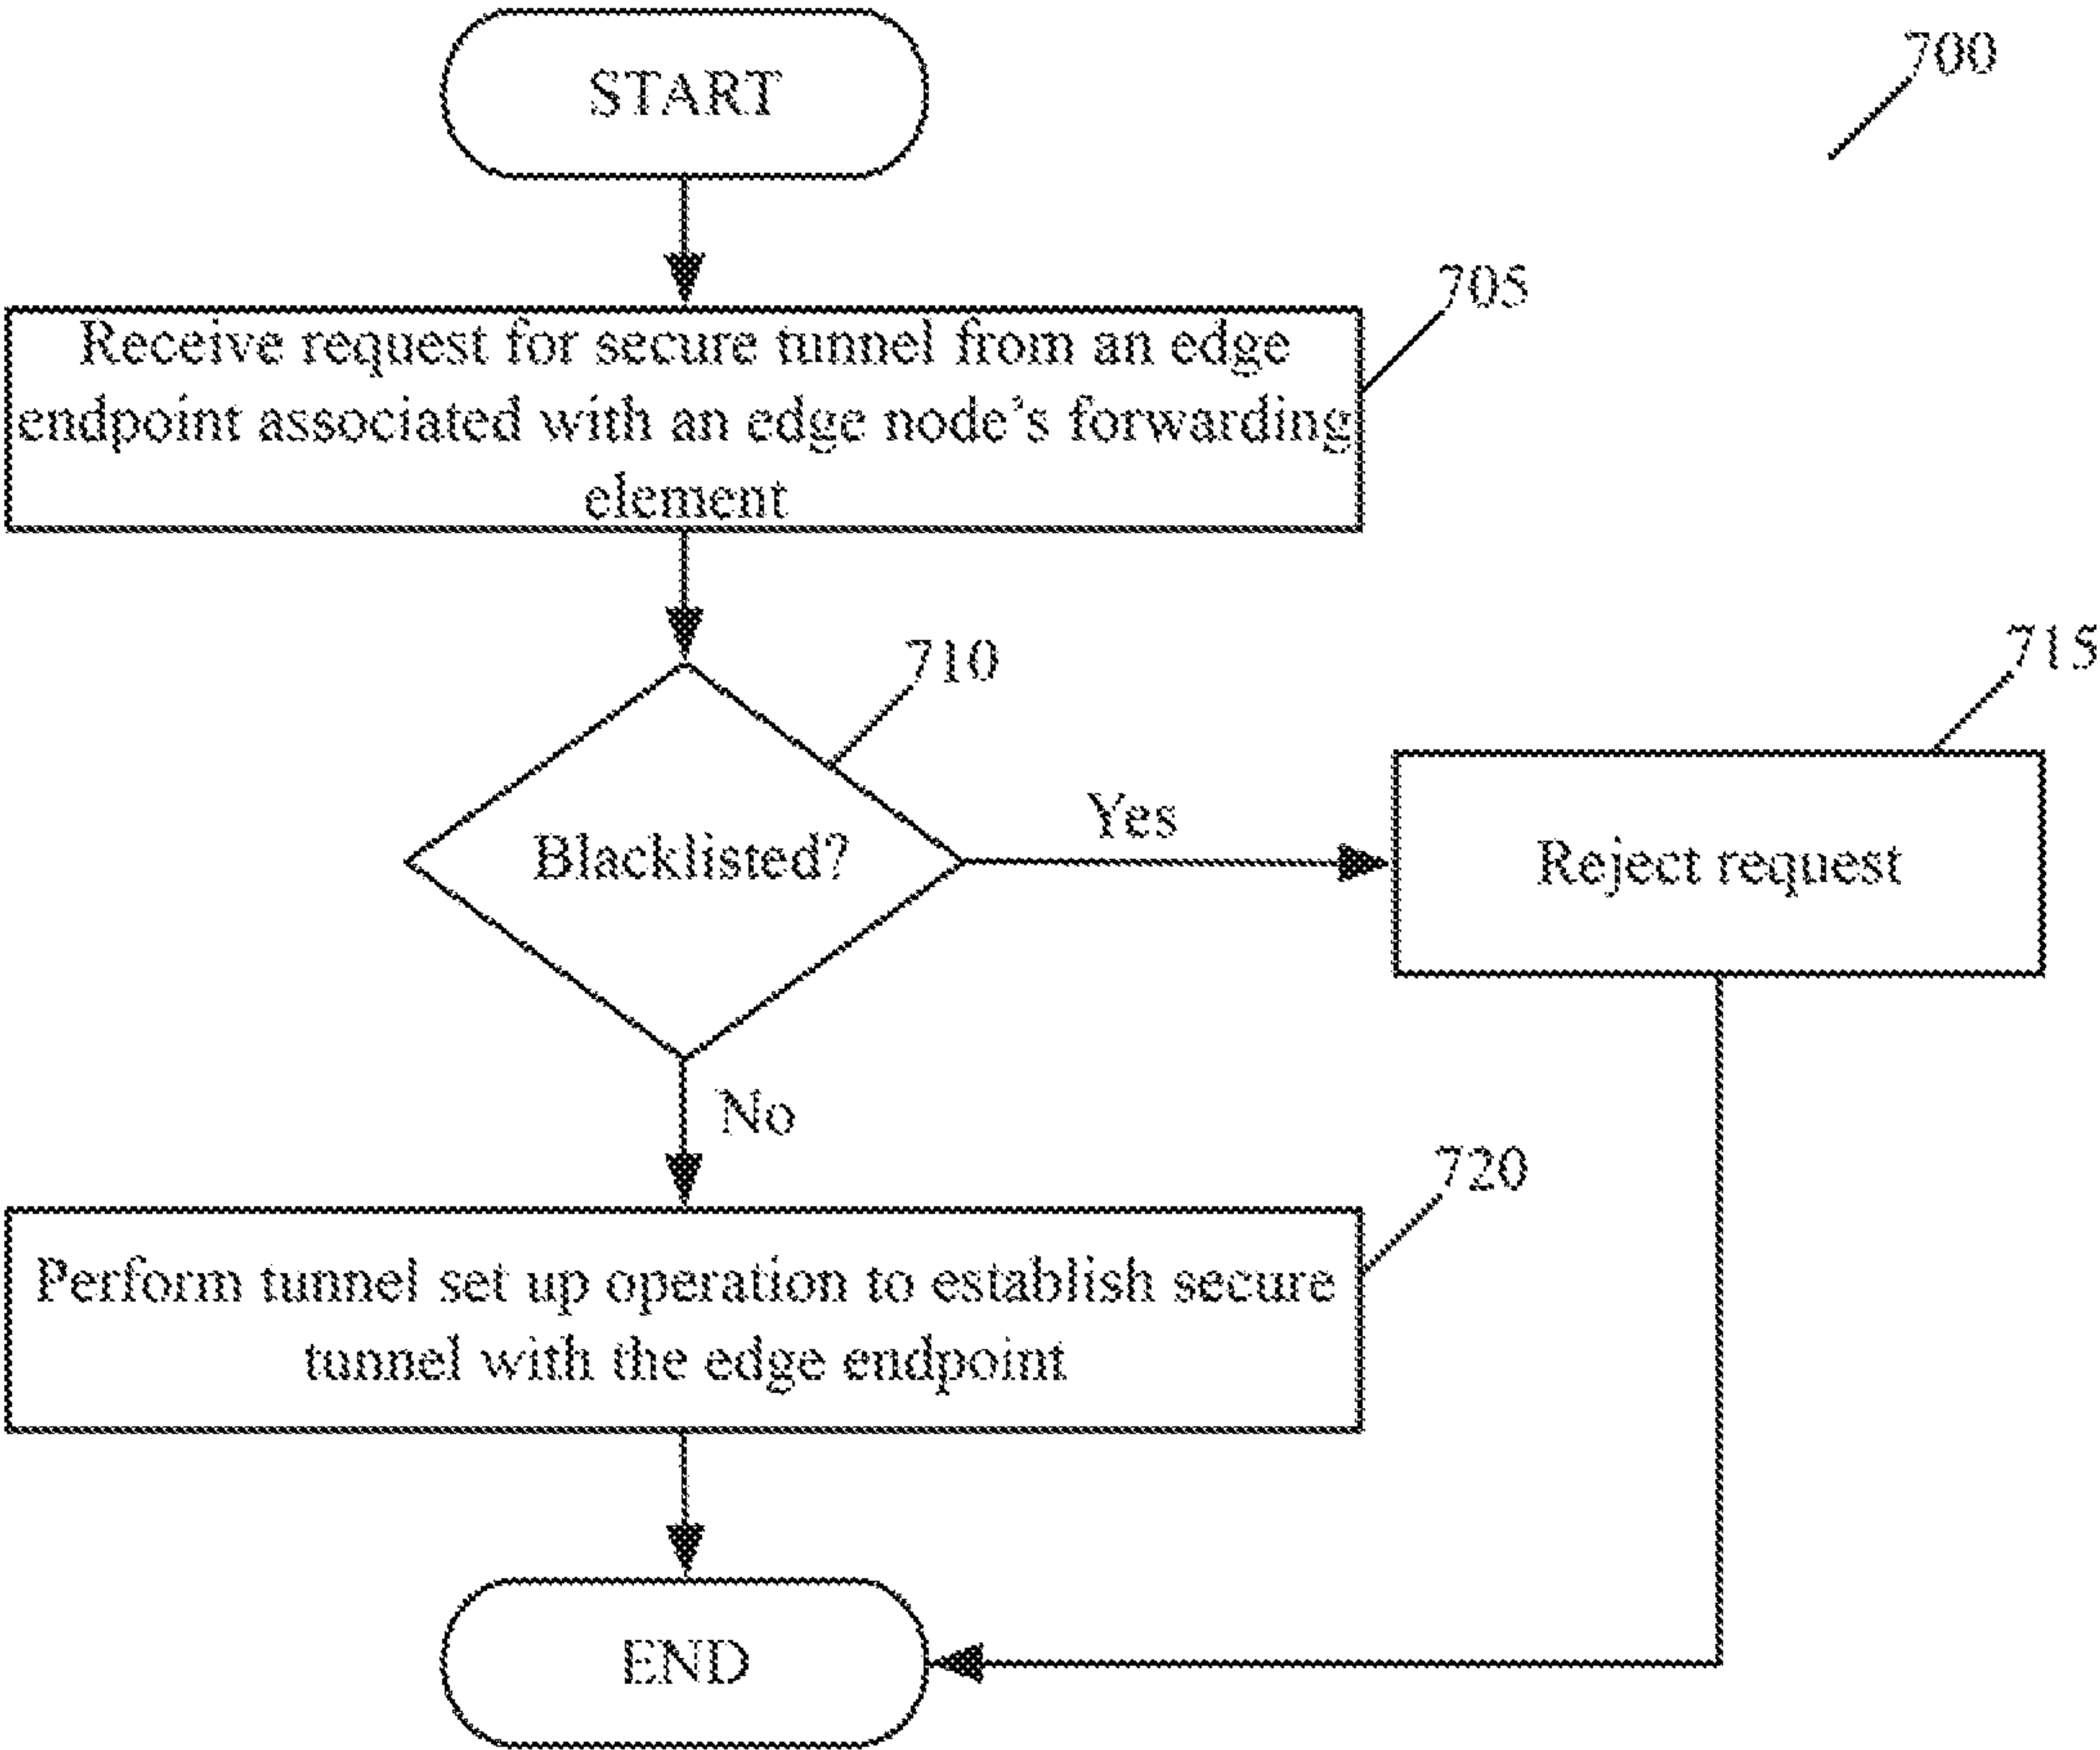 START
700
705
Receive request for secure tunnel from an edge
endpoint associated with an edge node's forwarding
element
710
715
Blacklisted?
Yes
Reject request
No
720
Perform tunnel set up operation to establish secure
tunnel with the edge endpoint
END